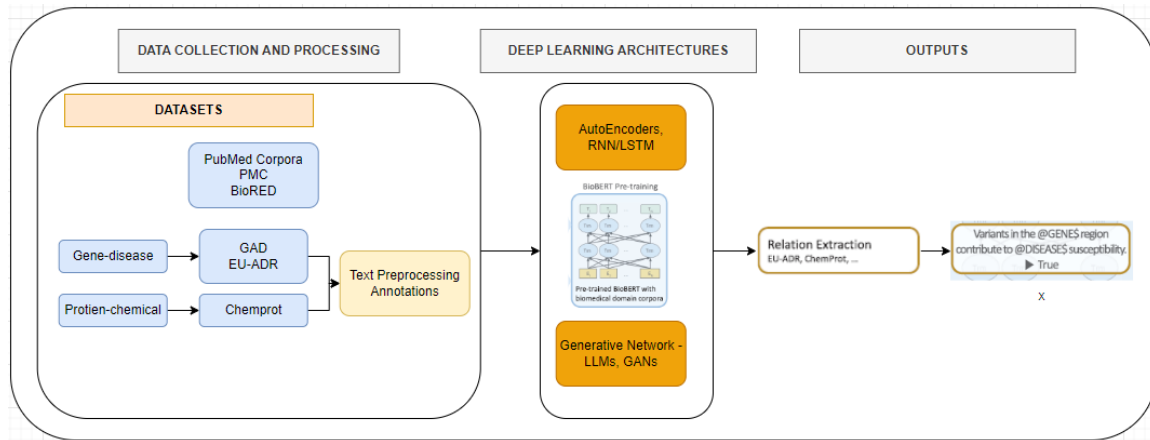 DATA COLLECTION AND PROCESSING
DEEP LEARNING ARCHITECTURES
OUTPUTS
DATASETS
PubMed Corpora
PMC
BioRED
Gene-disease
GAD
EU-ADR
Protien-chemical
Chemprot
Text Preprocessing
Annotations
AutoEncoders,
RNN/LSTM
BioBERT Pre-training
Pre-trained BioBERT with
biomedical domain corpora
Generative Network -
LLMs, GANs
Relation Extraction
EU-ADR, ChemProt, ...
Variants in the @GENE$ region
contribute to @DISEASE$ susceptibility.
▶ True
X